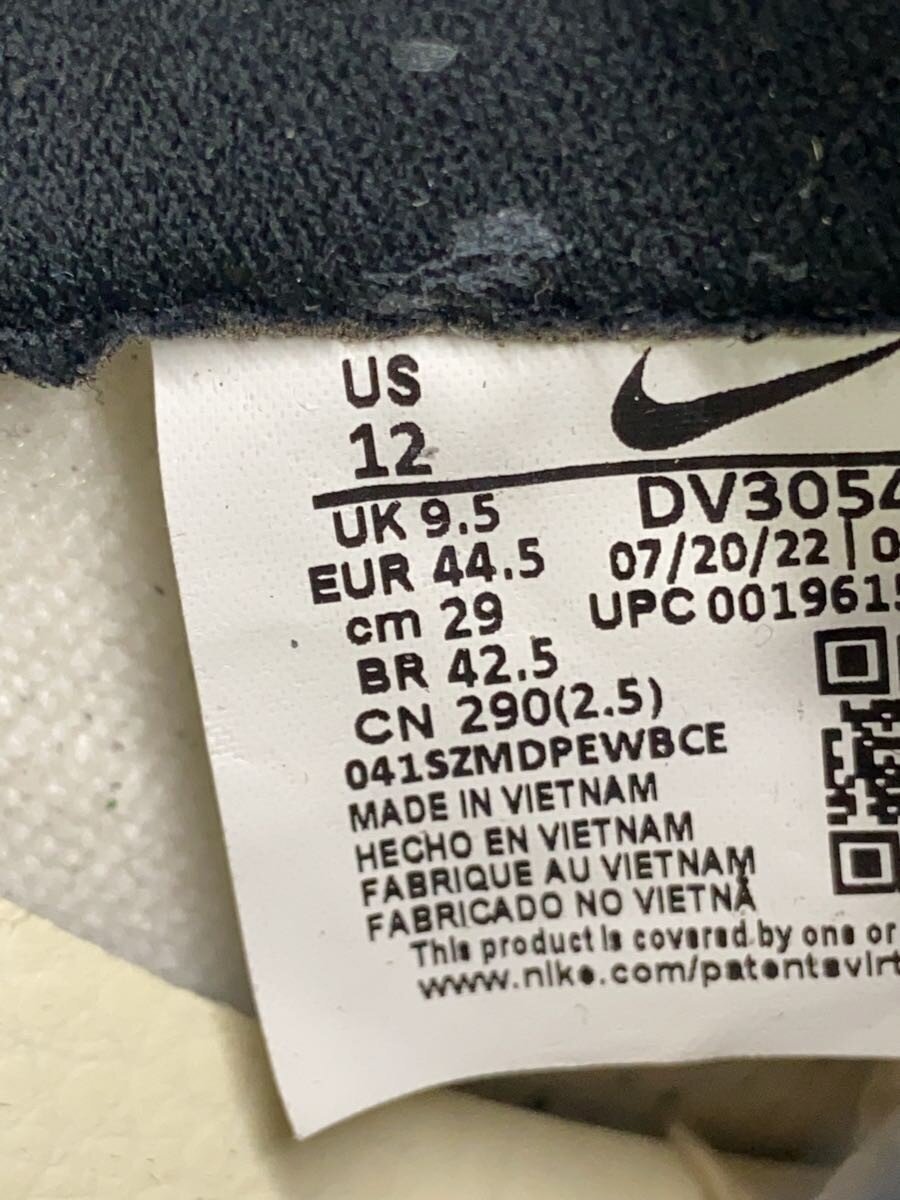 US
12
UK 9.5
DV3054
EUR 44.5
07/20/22 | 0
cm 29
UPC 0019615
BR 42.5
CN 290(2.5)
041SZMDPEWBCE
MADE IN VIETNAM
HECHO EN VIETNAM
FABRIQUE AU VIETNAM
FABRICADO NO VIETNÃ
This product is covered by one or
www.nike.com/patentsvirt